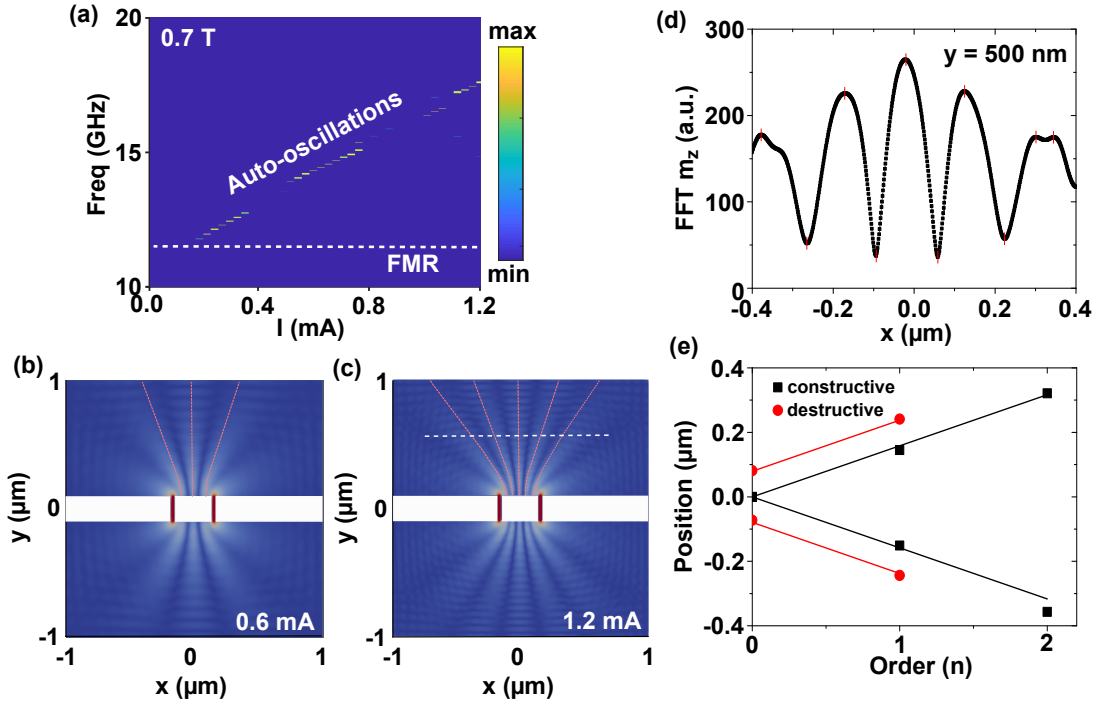 (a)
20
0.7 T
max
Auto-oscillations
Freq (GHz)
15
FMR
min
10
0.0 0.4 0.8 1.2
I (mA)
(b)
1
y (µm)
0
-1
0.6 mA
-1 0 1
x (µm)
(c)
1
y (µm)
0
-1
1.2 mA
-1 0 1
x (µm)
(d)
300
y = 500 nm
FFT m_z (a.u.)
200
100
0
-0.4 -0.2 0.0 0.2 0.4
x (µm)
(e)
0.4
constructive
destructive
0.2
Position (µm)
0.0
-0.2
-0.4
0 1 2
Order (n)